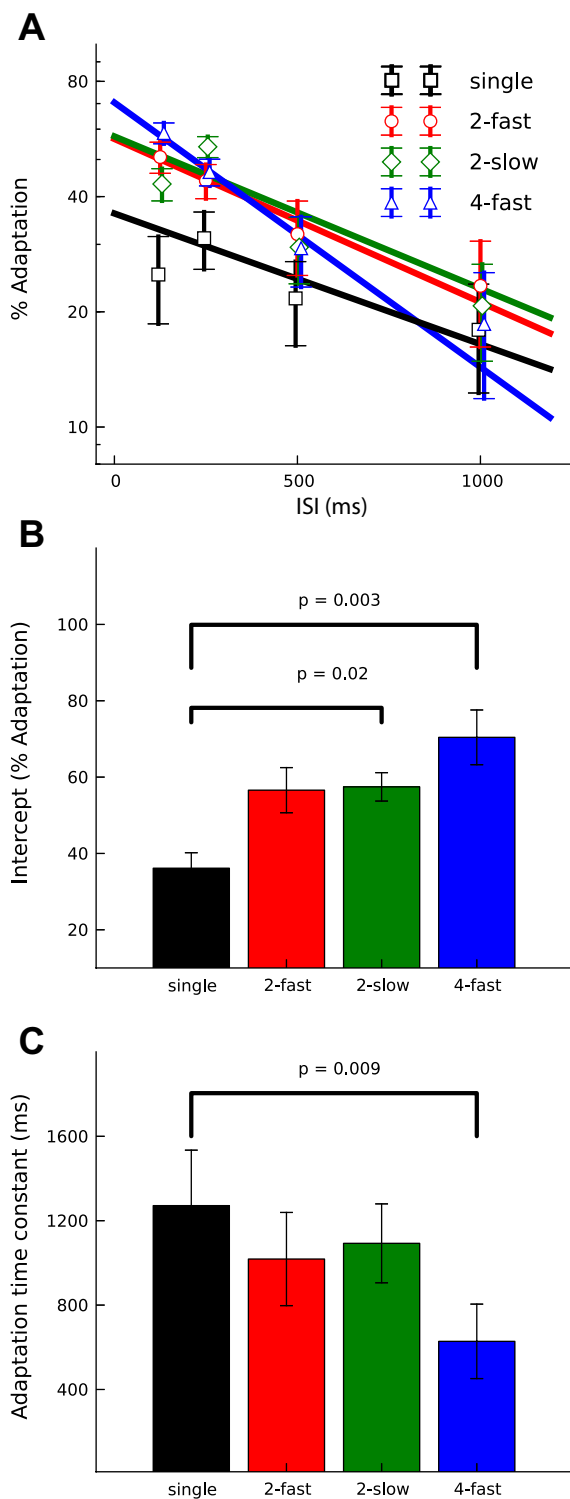 A
80
40
20
10
% Adaptation
single
2-fast
2-slow
4-fast
0
500
1000
ISI (ms)
B
p = 0.003
p = 0.02
100
80
60
40
20
Intercept (% Adaptation)
single
2-fast
2-slow
4-fast
C
p = 0.009
1600
1200
800
400
Adaptation time constant (ms)
single
2-fast
2-slow
4-fast